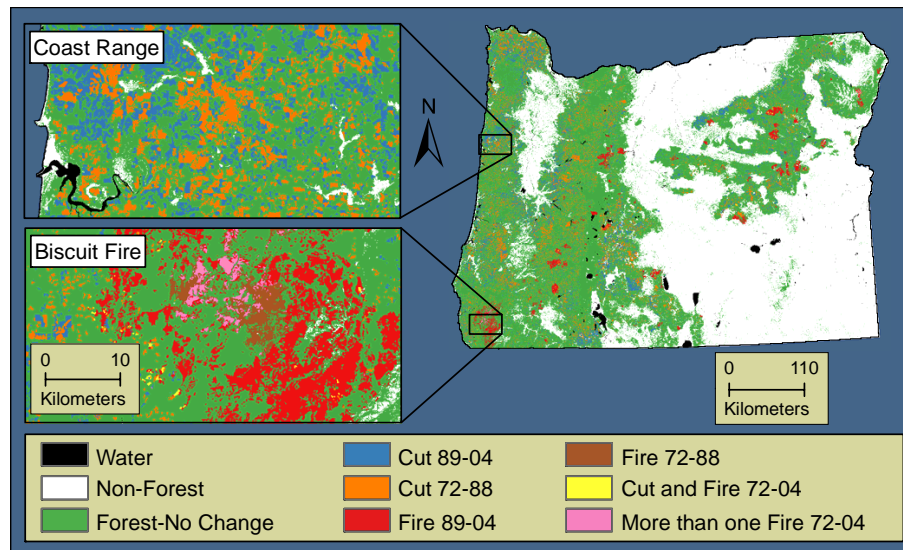 Coast Range
N
Biscuit Fire
0 10
Kilometers
0 110
Kilometers
Water
Non-Forest
Forest-No Change
Cut 89-04
Cut 72-88
Fire 89-04
Fire 72-88
Cut and Fire 72-04
More than one Fire 72-04